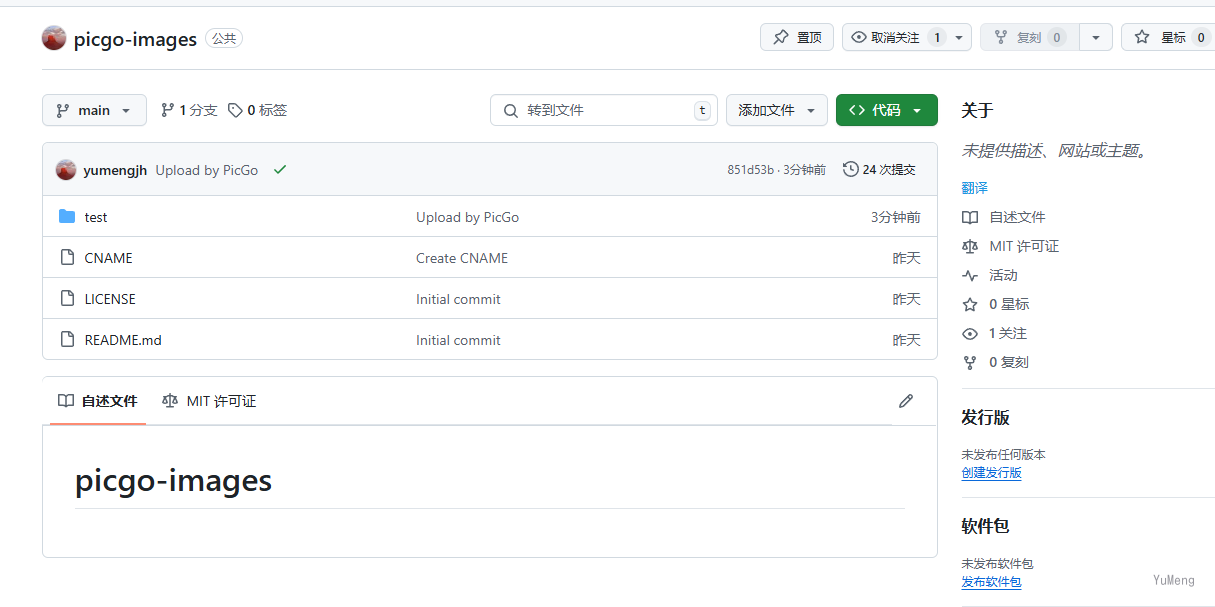 picgo-images 公共 置顶 取消关注 1 复刻 0 星标 0
main 1 分支 0 标签 转到文件 t 添加文件 代码
yumengjh Upload by PicGo 851d53b · 3分钟前 24 次提交
test Upload by PicGo 3分钟前
CNAME Create CNAME 昨天
LICENSE Initial commit 昨天
README.md Initial commit 昨天
自述文件 MIT 许可证
picgo-images
关于
未提供描述、网站或主题。
翻译
自述文件
MIT 许可证
活动
0 星标
1 关注
0 复刻
发行版
未发布任何版本
创建发行版
软件包
未发布软件包
发布软件包
YuMeng